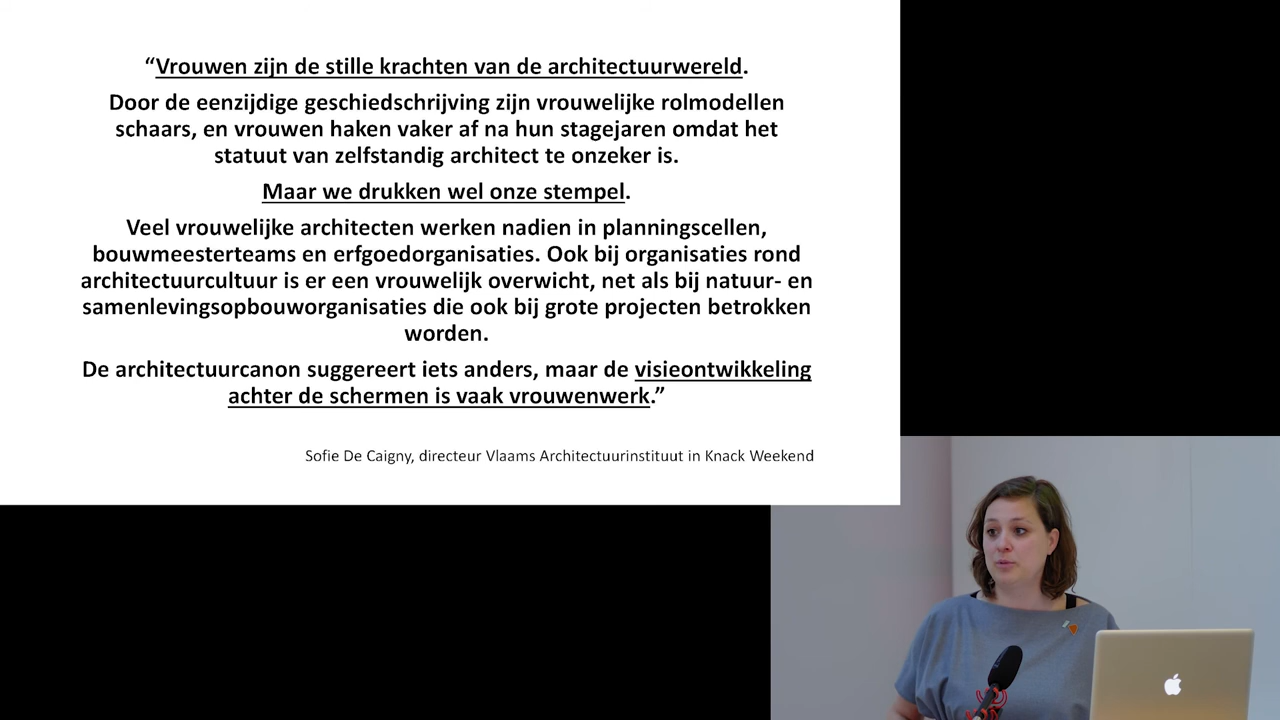 “Vrouwen zijn de stille krachten van de architectuurwereld.
Door de eenzijdige geschiedschrijving zijn vrouwelijke rolmodellen
schaars, en vrouwen haken vaker af na hun stagejaren omdat het
statuut van zelfstandig architect te onzeker is.
Maar we drukken wel onze stempel.
Veel vrouwelijke architecten werken nadien in planningscellen,
bouwmeesterteams en erfgoedorganisaties. Ook bij organisaties rond
architectuurcultuur is er een vrouwelijk overwicht, net als bij natuur- en
samenlevingsopbouworganisaties die ook bij grote projecten betrokken
worden.
De architectuurcanon suggereert iets anders, maar de visieontwikkeling
achter de schermen is vaak vrouwenwerk.”
Sofie De Caigny, directeur Vlaams Architectuurinstituut in Knack Weekend